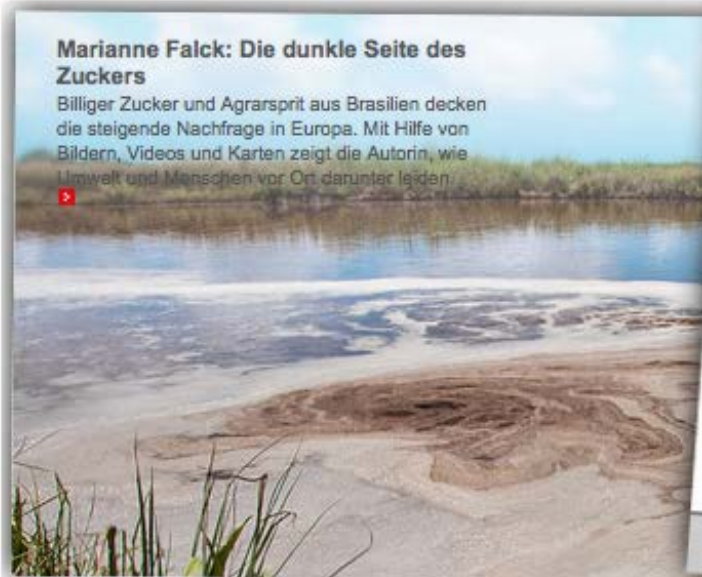 Marianne Falck: Die dunkle Seite des
Zuckers
Billiger Zucker und Agrarsprit aus Brasilien decken
die steigende Nachfrage in Europa. Mit Hilfe von
Bildern, Videos und Karten zeigt die Autorin, wie
Umwelt und Menschen vor Ort darunter leiden.